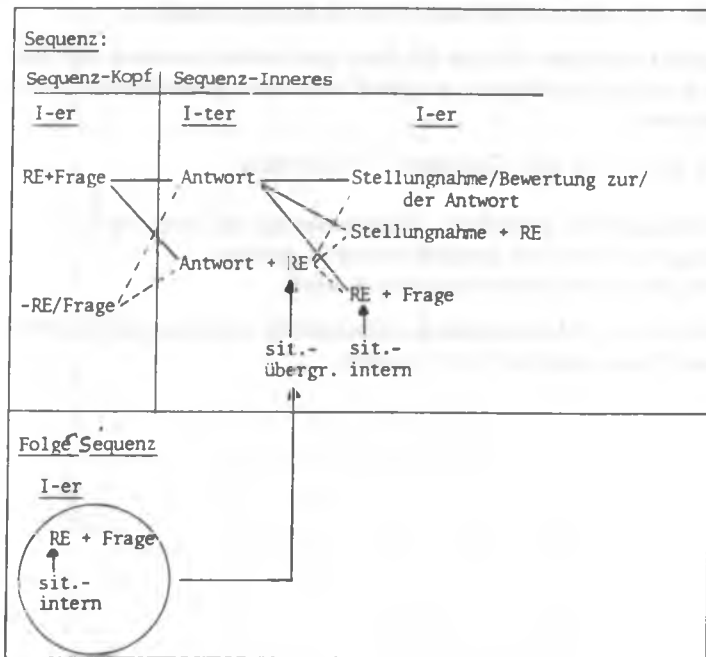 Sequenz:
Sequenz-Kopf Sequenz-Inneres
I-er I-ter I-er
RE+Frage Antwort Stellungnahme/Bewertung zur/
der Antwort
Stellungnahme + RE
Antwort + RE
-RE/Frage RE + Frage
sit.- sit.-
übergr. intern
Folge Sequenz
I-er
RE + Frage
sit.-
intern